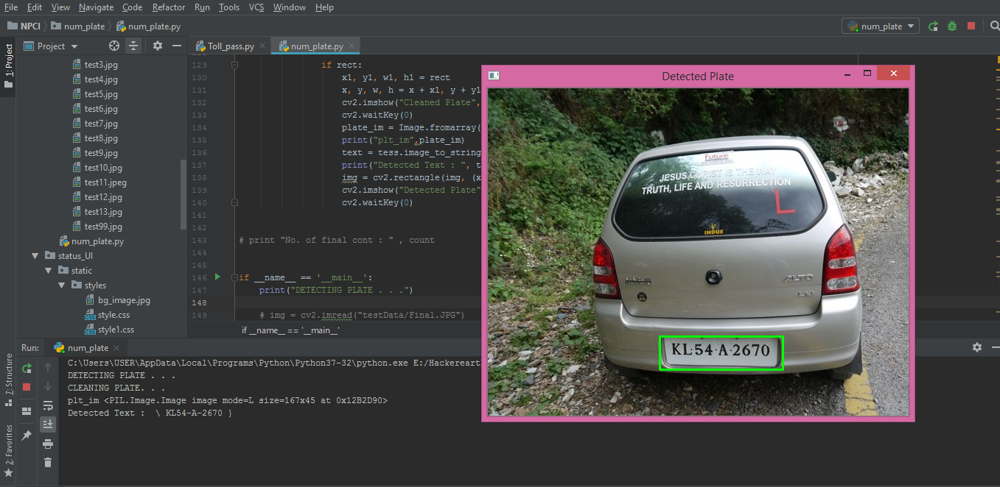 File Edit View Navigate Code Refactor Run Tools VCS Window Help
NPCI num_plate num_plate.py
num_plate
1: Project
Project
Toll_pass.py
num_plate.py
test3.jpg
test4.jpg
test5.jpg
test6.jpg
test7.jpg
test8.jpg
test9.jpg
test10.jpg
test11.jpeg
test12.jpg
test13.jpg
test99.jpg
num_plate.py
status_UI
static
styles
bg_image.jpg
style.css
style1.css
129 if rect:
130 x1, y1, w1, h1 = rect
131 x, y, w, h = x + x1, y + y1
132 cv2.imshow("Cleaned Plate",
133 cv2.waitKey(0)
134 plate_im = Image.fromarray(
135 print("plt_im",plate_im)
136 text = tess.image_to_string
137 print("Detected Text : ", t
138 img = cv2.rectangle(img, (x
139 cv2.imshow("Detected Plate"
140 cv2.waitKey(0)
141
142
143 # print "No. of final cont : " , count
144
145
146 if __name__ == '__main__':
147 print("DETECTING PLATE . . .")
148
149 # img = cv2.imread("testData/Final.JPG")
if __name__ == '__main__'
Detected Plate
Future
JESUS CHRIST IS THE WAY
TRUTH, LIFE AND RESURRECTION
L
INDUS
ALTO
LXi
KL54·A·2670
Run: num_plate
C:\Users\USER\AppData\Local\Programs\Python\Python37-32\python.exe E:/Hackereart
DETECTING PLATE . . .
CLEANING PLATE. . .
plt_im <PIL.Image.Image image mode=L size=167x45 at 0x12B2D90>
Detected Text :  \ KL54-A-2670 }
7: Structure
2: Favorites